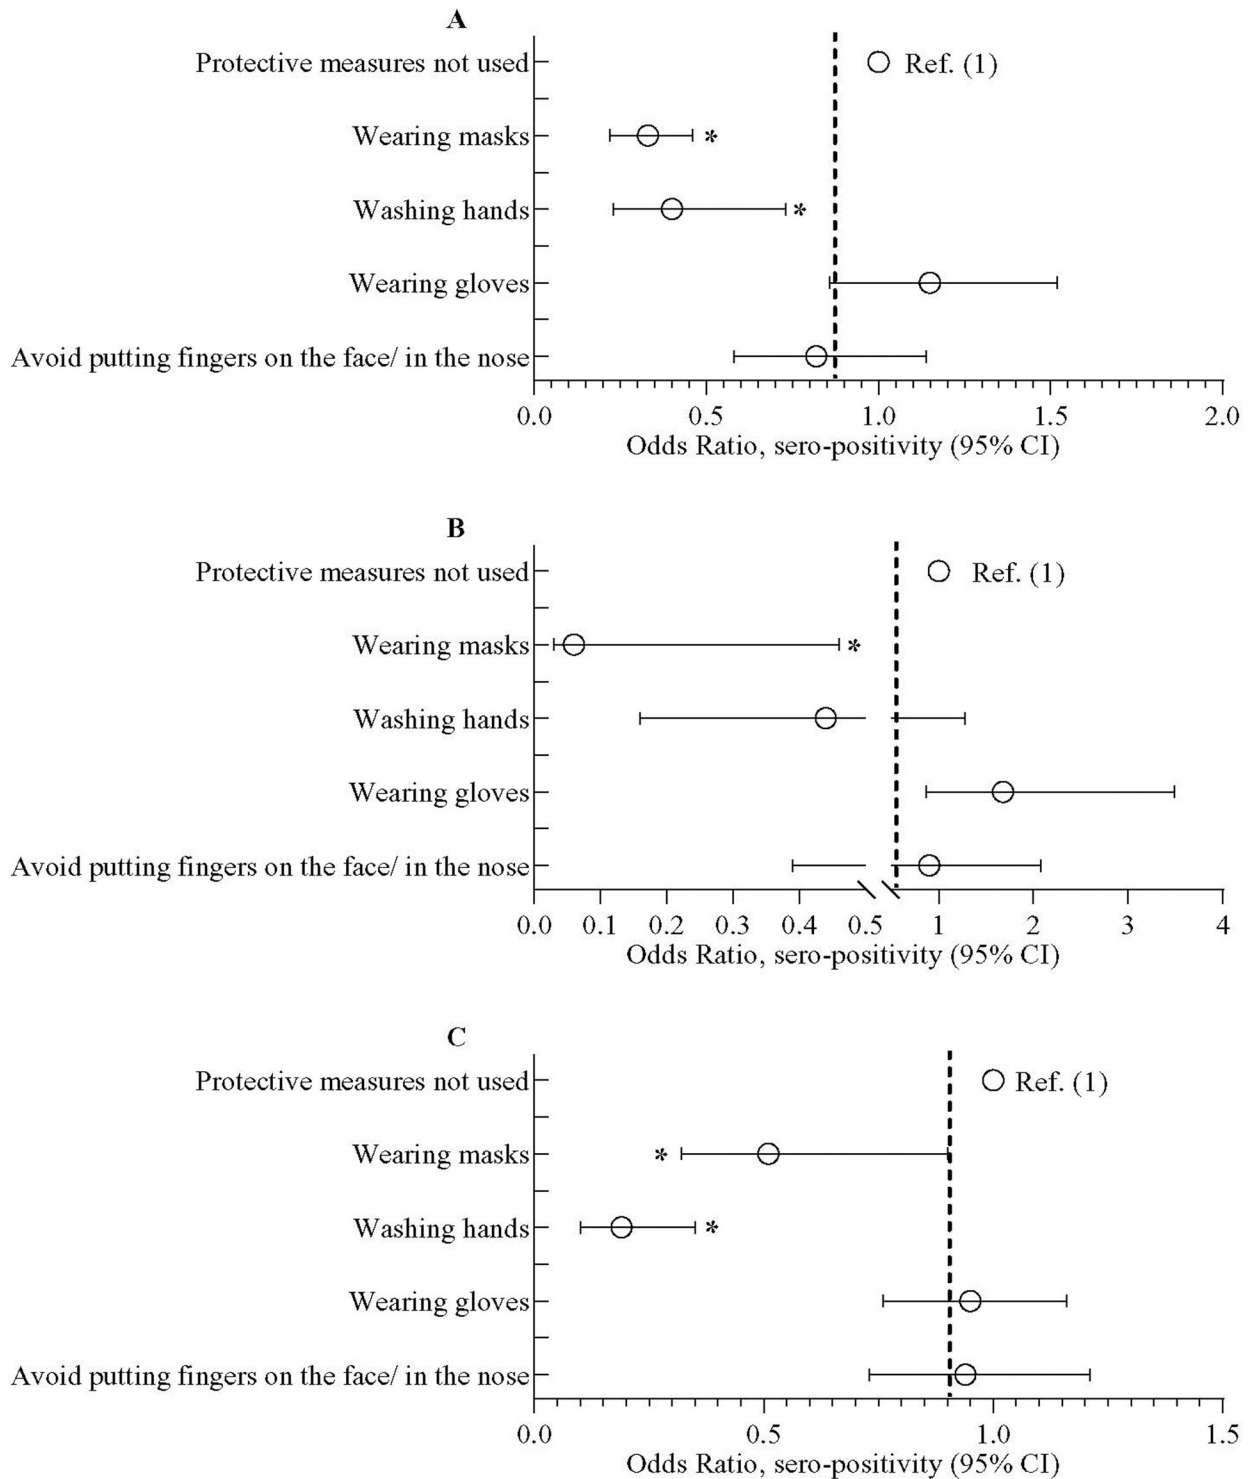 A
Protective measures not used
Ref. (1)
Wearing masks
*
Washing hands
*
Wearing gloves
Avoid putting fingers on the face/ in the nose
0.0 0.5 1.0 1.5 2.0
Odds Ratio, sero-positivity (95% CI)
B
Protective measures not used
Ref. (1)
Wearing masks
*
Washing hands
Wearing gloves
Avoid putting fingers on the face/ in the nose
0.0 0.1 0.2 0.3 0.4 0.5 1 2 3 4
Odds Ratio, sero-positivity (95% CI)
C
Protective measures not used
Ref. (1)
Wearing masks
*
Washing hands
*
Wearing gloves
Avoid putting fingers on the face/ in the nose
0.0 0.5 1.0 1.5
Odds Ratio, sero-positivity (95% CI)